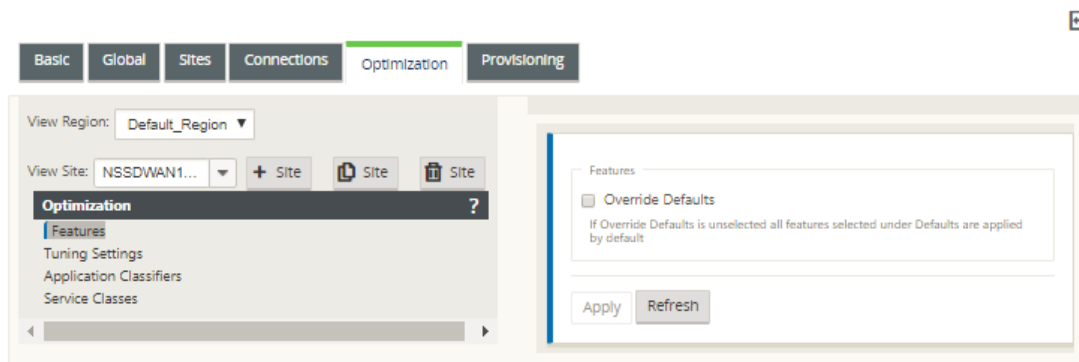 Basic Global Sites Connections Optimization Provisioning
View Region: Default_Region
View Site: NSSDWAN1... + Site Site Site
Optimization ?
Features
Tuning Settings
Application Classifiers
Service Classes
Features
Override Defaults
If Override Defaults is unselected all features selected under Defaults are applied
by default
Apply Refresh